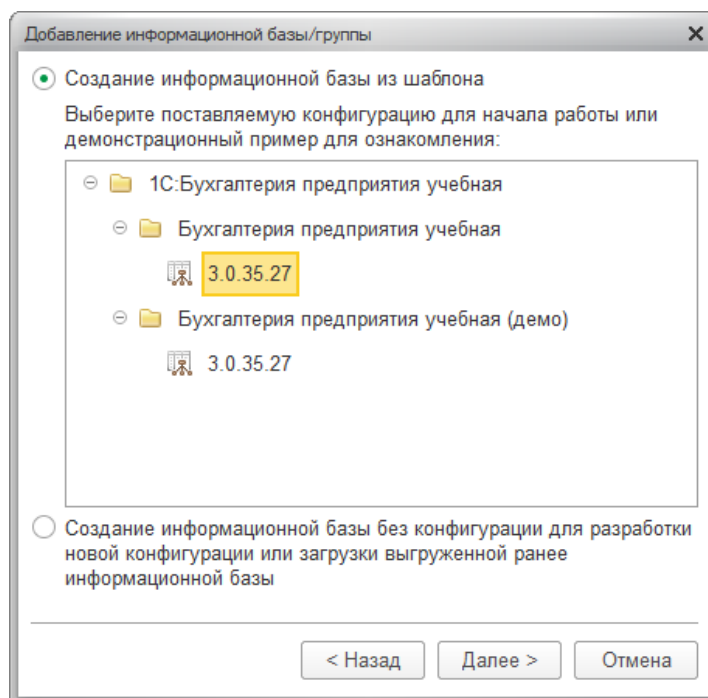 Добавление информационной базы/группы
Создание информационной базы из шаблона
Выберите поставляемую конфигурацию для начала работы или
демонстрационный пример для ознакомления:
1С:Бухгалтерия предприятия учебная
Бухгалтерия предприятия учебная
3.0.35.27
Бухгалтерия предприятия учебная (демо)
3.0.35.27
Создание информационной базы без конфигурации для разработки
новой конфигурации или загрузки выгруженной ранее
информационной базы
< Назад Далее > Отмена